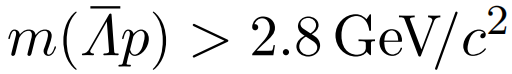 m(Λ̅p) > 2.8 GeV/c²